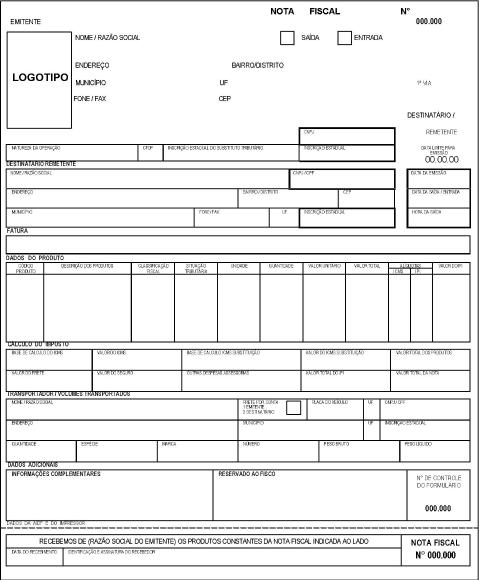 NOTA FISCAL Nº
EMITENTE 000.000
NOME / RAZÃO SOCIAL SAÍDA ENTRADA
LOGOTIPO
ENDEREÇO BAIRRO/DISTRITO
MUNICÍPIO UF 1ª VIA
FONE / FAX CEP
DESTINATÁRIO /
REMETENTE
CNPJ
NATUREZA DA OPERAÇÃO CFOP INSCRIÇÃO ESTADUAL DO SUBSTITUTO TRIBUTÁRIO INSCRIÇÃO ESTADUAL
DATA LIMITE PARA
EMISSÃO
00.00.00
DESTINATÁRIO REMETENTE
NOME / RAZÃO SOCIAL CNPJ / CPF DATA DA EMISSÃO
ENDEREÇO BAIRRO / DISTRITO CEP DATA DA SAÍDA / ENTRADA
MUNICÍPIO FONE / FAX UF INSCRIÇÃO ESTADUAL HORA DA SAÍDA
FATURA
DADOS DO PRODUTO
CÓDIGO PRODUTO DESCRIÇÃO DOS PRODUTOS CLASSIFICAÇÃO FISCAL SITUAÇÃO TRIBUTÁRIA UNIDADE QUANTIDADE VALOR UNITÁRIO VALOR TOTAL ALÍQUOTAS VALOR DO IPI
ICMS IPI
CÁLCULO DO IMPOSTO
BASE DE CALCULO DO ICMS VALOR DO ICMS BASE DE CALCULO ICMS SUBSTITUIÇÃO VALOR DO ICMS SUBSTITUIÇÃO VALOR TOTAL DOS PRODUTOS
VALOR DO FRETE VALOR DO SEGURO OUTRAS DESPESAS ACESSÓRIAS VALOR TOTAL DO IPI VALOR TOTAL DA NOTA
TRANSPORTADOR / VOLUMES TRANSPORTADOS
NOME / RAZÃO SOCIAL FRETE POR CONTA PLACA DO VEÍCULO UF CNPJ / CPF
1 EMITENTE
2 DESTINATÁRIO
ENDEREÇO MUNICÍPIO UF INSCRIÇÃO ESTADUAL
QUANTIDADE ESPÉCIE MARCA NÚMERO PESO BRUTO PESO LÍQUIDO
DADOS ADICIONAIS
INFORMAÇÕES COMPLEMENTARES RESERVADO AO FISCO Nº DE CONTROLE
DO FORMULÁRIO
000.000
DADOS DA AIDF E DO IMPRESSOR
RECEBEMOS DE (RAZÃO SOCIAL DO EMITENTE) OS PRODUTOS CONSTANTES DA NOTA FISCAL INDICADA AO LADO NOTA FISCAL
DATA DO RECEBIMENTO IDENTIFICAÇÃO E ASSINATURA DO RECEBEDOR Nº 000.000